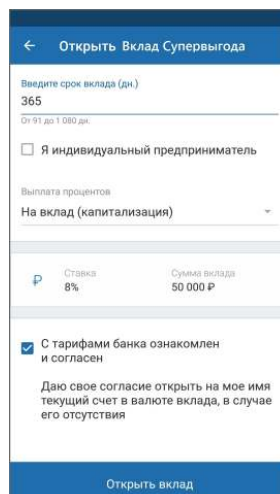 Открыть Вклад Супервыгода
Введите срок вклада (дн.)
365
От 91 до 1 080 дн.
Я индивидуальный предприниматель
Выплата процентов
На вклад (капитализация)
₽
Ставка
8%
Сумма вклада
50 000 ₽
С тарифами банка ознакомлен
и согласен
Даю свое согласие открыть на мое имя
текущий счет в валюте вклада, в случае
его отсутствия
Открыть вклад